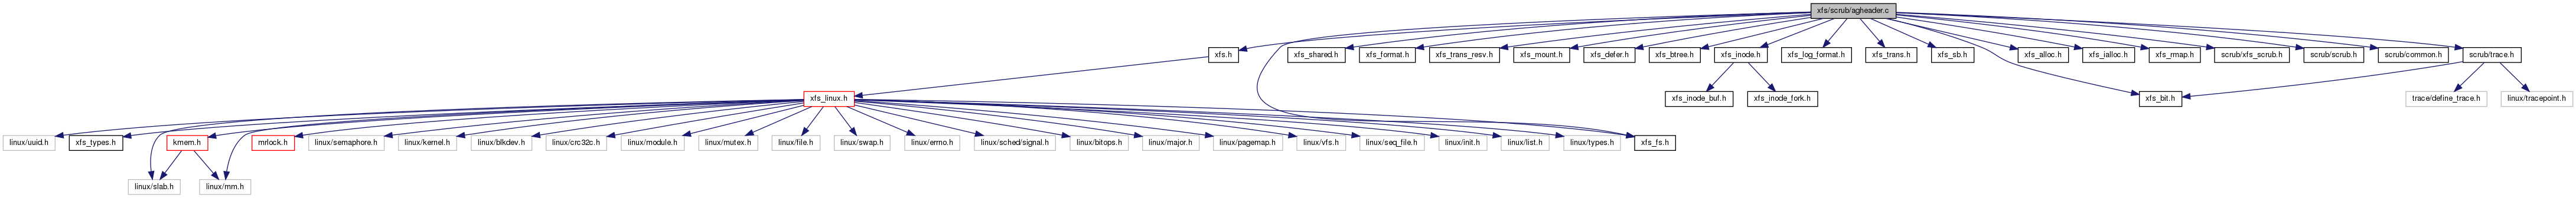 xfs/scrub/agheader.c
xfs.h
xfs_shared.h
xfs_format.h
xfs_trans_resv.h
xfs_mount.h
xfs_defer.h
xfs_btree.h
xfs_inode.h
xfs_log_format.h
xfs_trans.h
xfs_sb.h
xfs_alloc.h
xfs_ialloc.h
xfs_rmap.h
scrub/xfs_scrub.h
scrub/scrub.h
scrub/common.h
scrub/trace.h
xfs_linux.h
xfs_inode_buf.h
xfs_inode_fork.h
xfs_bit.h
trace/define_trace.h
linux/tracepoint.h
linux/uuid.h
xfs_types.h
kmem.h
mrlock.h
linux/semaphore.h
linux/kernel.h
linux/blkdev.h
linux/crc32c.h
linux/module.h
linux/mutex.h
linux/file.h
linux/swap.h
linux/errno.h
linux/sched/signal.h
linux/bitops.h
linux/major.h
linux/pagemap.h
linux/vfs.h
linux/seq_file.h
linux/init.h
linux/list.h
linux/types.h
xfs_fs.h
linux/slab.h
linux/mm.h